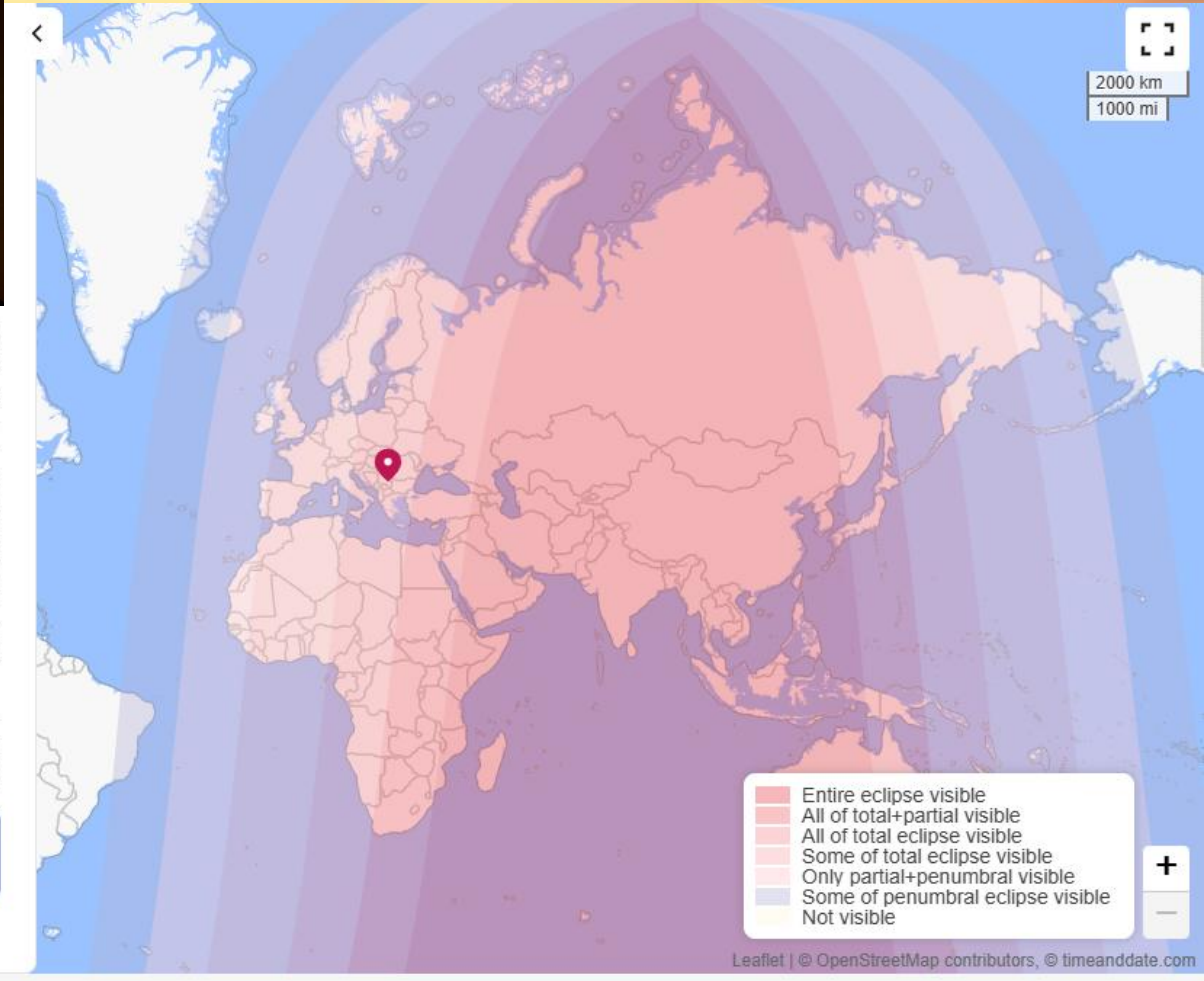 2000 km
1000 mi
Entire eclipse visible
All of total+partial visible
All of total eclipse visible
Some of total eclipse visible
Only partial+penumbral visible
Some of penumbral eclipse visible
Not visible
+
−
Leaflet | © OpenStreetMap contributors, © timeanddate.com